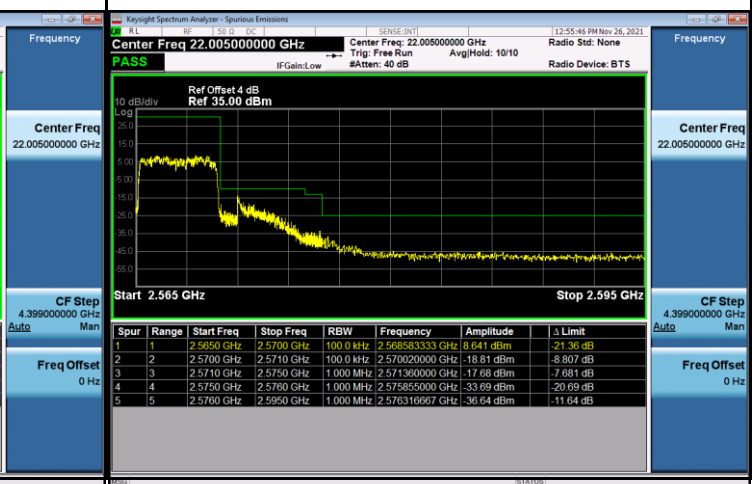 Frequency
Center Freq
22.005000000 GHz
CF Step
4.399000000 GHz
Auto Man
Freq Offset
0 Hz
Keysight Spectrum Analyzer - Spurious Emissions
RL RF 50 Ω DC SENSE:INT 12:55:46 PM Nov 26, 2021
Center Freq 22.005000000 GHz
Center Freq: 22.005000000 GHz
Radio Std: None
Trig: Free Run Avg|Hold: 10/10
PASS
IFGain:Low #Atten: 40 dB Radio Device: BTS
Ref Offset 4 dB
10 dB/div Ref 35.00 dBm
Log
25.0
15.0
5.00
-5.00
-15.0
-25.0
-35.0
-45.0
-55.0
Start 2.565 GHz Stop 2.595 GHz
Spur Range Start Freq Stop Freq RBW Frequency Amplitude Δ Limit
1 1 2.5650 GHz 2.5700 GHz 100.0 kHz 2.568583333 GHz 8.641 dBm -21.36 dB
2 2 2.5700 GHz 2.5710 GHz 100.0 kHz 2.570020000 GHz -18.81 dBm -8.807 dB
3 3 2.5710 GHz 2.5750 GHz 1.000 MHz 2.571360000 GHz -17.68 dBm -7.681 dB
4 4 2.5750 GHz 2.5760 GHz 1.000 MHz 2.575855000 GHz -33.69 dBm -20.69 dB
5 5 2.5760 GHz 2.5950 GHz 1.000 MHz 2.576316667 GHz -36.64 dBm -11.64 dB
MSG STATUS
Frequency
Center Freq
22.005000000 GHz
CF Step
4.399000000 GHz
Auto Man
Freq Offset
0 Hz